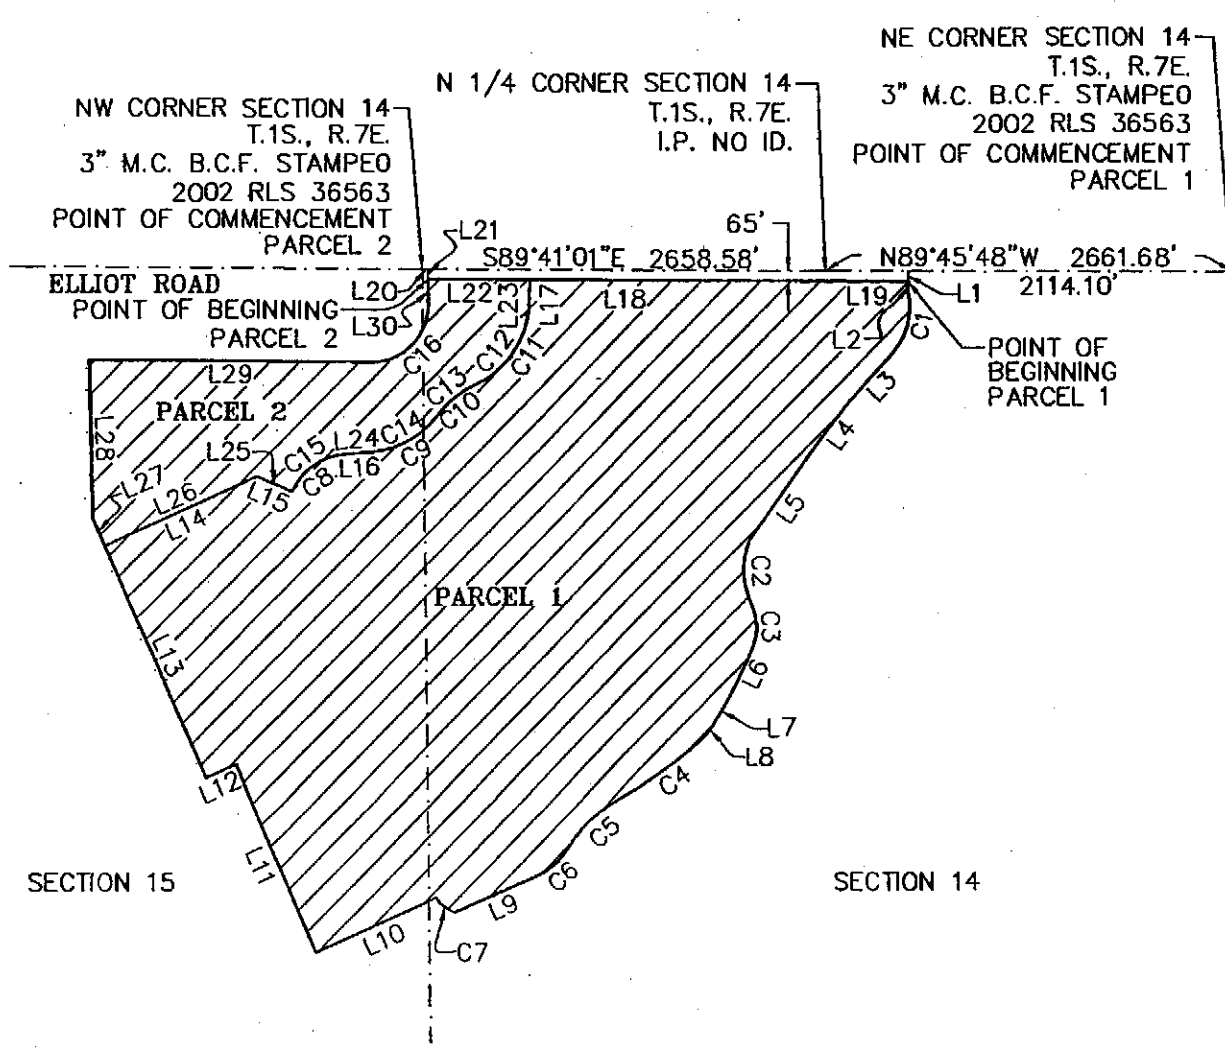 NE CORNER SECTION 14
T.1S., R.7E.
3" M.C. B.C.F. STAMPEO
2002 RLS 36563
POINT OF COMMENCEMENT
PARCEL 1
N 1/4 CORNER SECTION 14
T.1S., R.7E.
I.P. NO ID.
NW CORNER SECTION 14
T.1S., R.7E.
3" M.C. B.C.F. STAMPEO
2002 RLS 36563
POINT OF COMMENCEMENT
PARCEL 2
L21
65'
S89°41'01"E 2658.58'
N89°45'48"W 2661.68'
2114.10'
ELLIOT ROAD
POINT OF BEGINNING
PARCEL 2
L20
L30
L22
L23
L17
L18
L19
L1
L2
C1
POINT OF
BEGINNING
PARCEL 1
C16
C13
C12
C11
C10
L3
L4
L5
L29
PARCEL 2
L28
L27
L26
L14
L25
L15
C15
C8
L24
L16
C14
C9
C2
C3
L6
L7
L8
PARCEL 1
L13
L12
L11
L10
C7
L9
C6
C5
C4
SECTION 15
SECTION 14